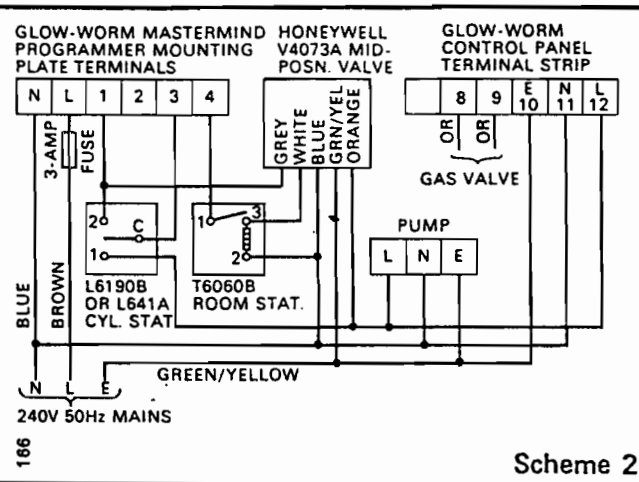 GLOW-WORM MASTERMIND
PROGRAMMER MOUNTING
PLATE TERMINALS
HONEYWELL
V4073A MID-
POSN. VALVE
GLOW-WORM
CONTROL PANEL
TERMINAL STRIP
N L 1 2 3 4
GREY
WHITE
BLUE
GRN/YEL
ORANGE
8 9 E 10 N 11 L 12
3-AMP
FUSE
OR OR
GAS VALVE
2 C 1
L6190B
OR L641A
CYL. STAT
1 3 2
T6060B
ROOM STAT.
PUMP
L N E
BLUE
BROWN
GREEN/YELLOW
N L E
240V 50Hz MAINS
166
Scheme 2